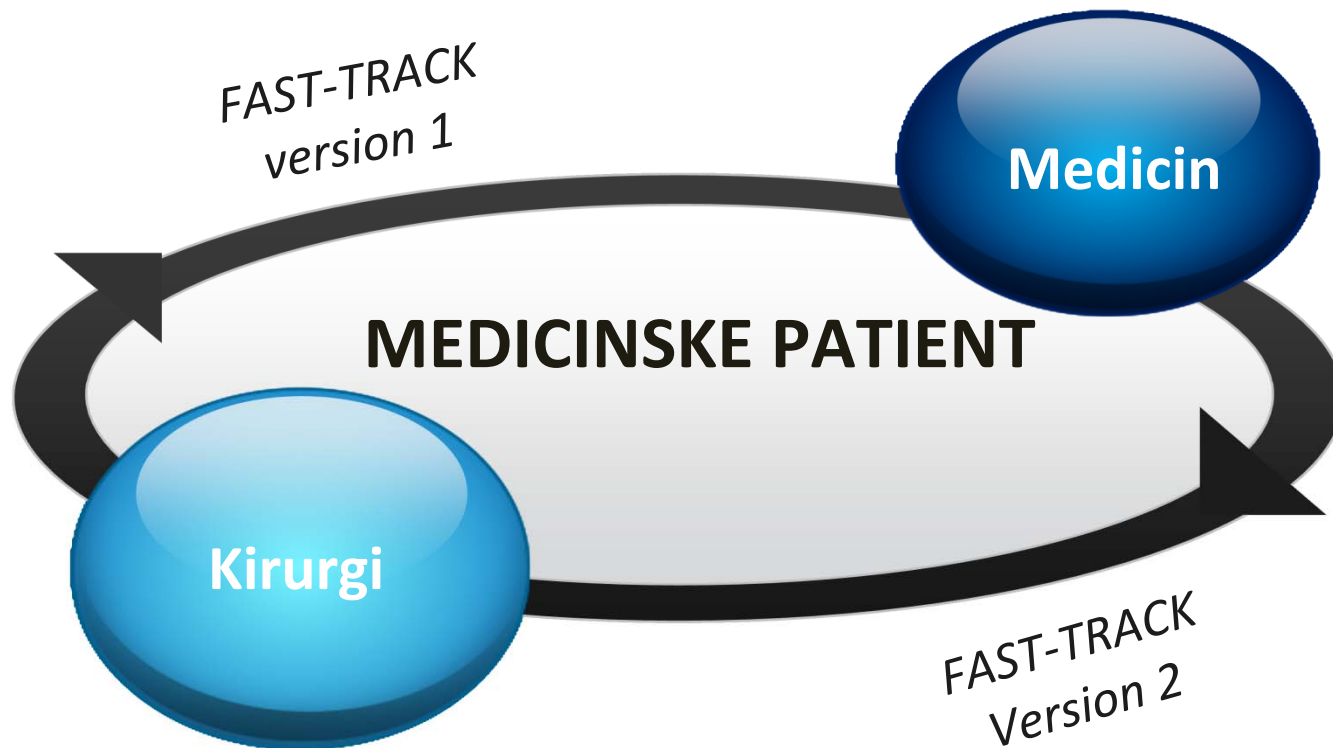 FAST-TRACK
version 1
Medicin
MEDICINSKE PATIENT
Kirurgi
FAST-TRACK
Version 2